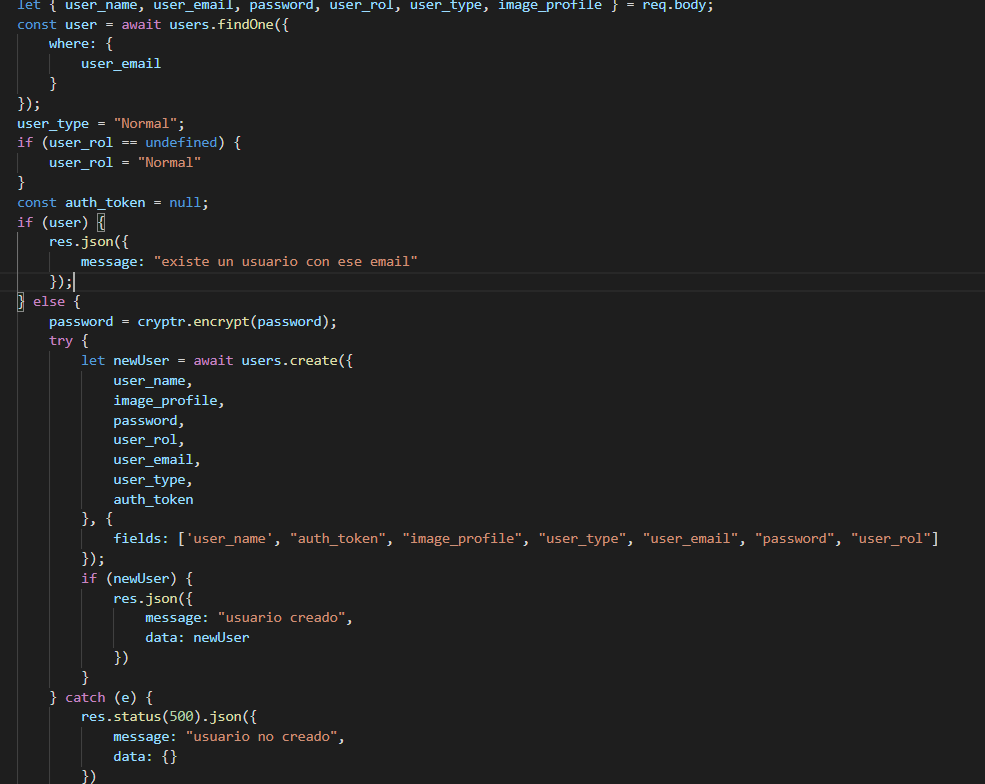 let { user_name, user_email, password, user_rol, user_type, image_profile } = req.body;
const user = await users.findOne({
    where: {
        user_email
    }
});
user_type = "Normal";
if (user_rol == undefined) {
    user_rol = "Normal"
}
const auth_token = null;
if (user) {
    res.json({
        message: "existe un usuario con ese email"
    });
} else {
    password = cryptr.encrypt(password);
    try {
        let newUser = await users.create({
            user_name,
            image_profile,
            password,
            user_rol,
            user_email,
            user_type,
            auth_token
        }, {
            fields: ['user_name', "auth_token", "image_profile", "user_type", "user_email", "password", "user_rol"]
        });
        if (newUser) {
            res.json({
                message: "usuario creado",
                data: newUser
            })
        }
    } catch (e) {
        res.status(500).json({
            message: "usuario no creado",
            data: {}
        })